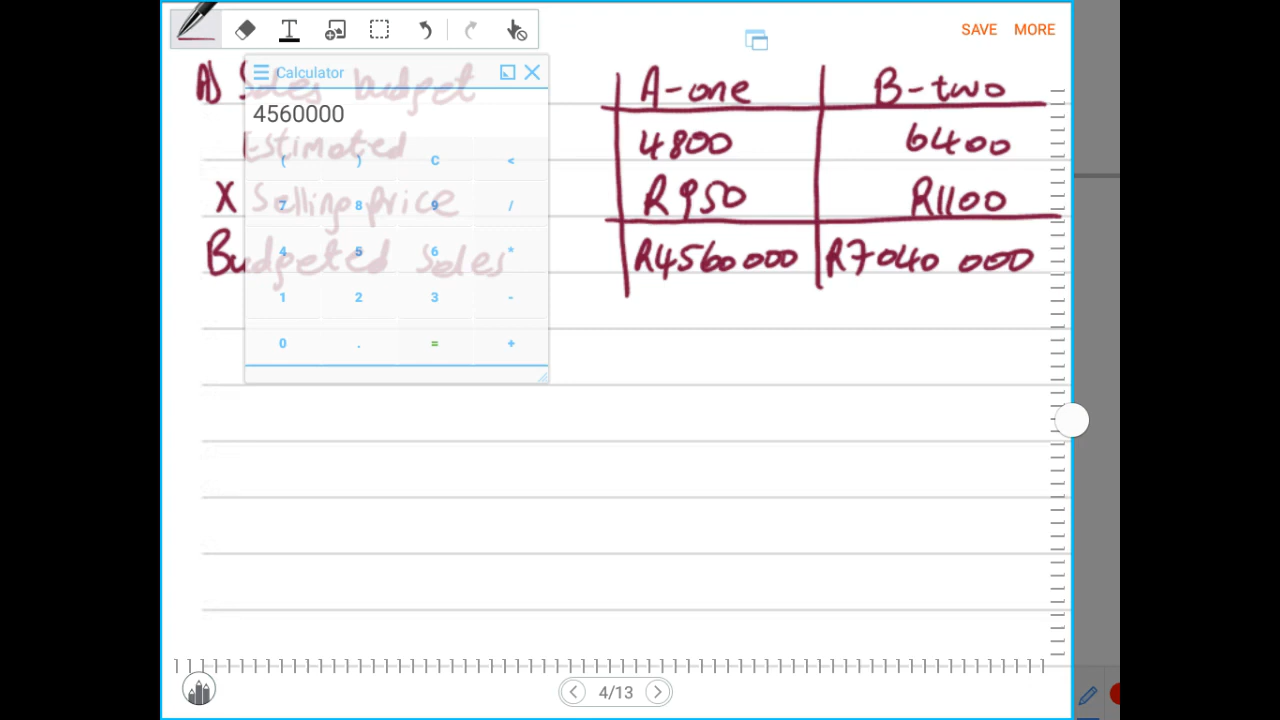 SAVE MORE
A) Sales budget A-one B-two
Calculator
4560000
Estimated 4800 6400
( ) C <
X Selling price R950 R1100
7 8 9 /
Budgeted Sales R4560000 R7040 000
4 5 6 *
1 2 3 -
0 . = +
4/13